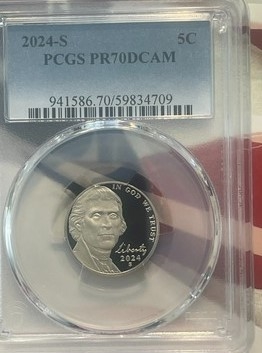 2024-S 5C
PCGS PR70DCAM
941586.70/59834709
IN GOD WE TRUST
Liberty
2024
S